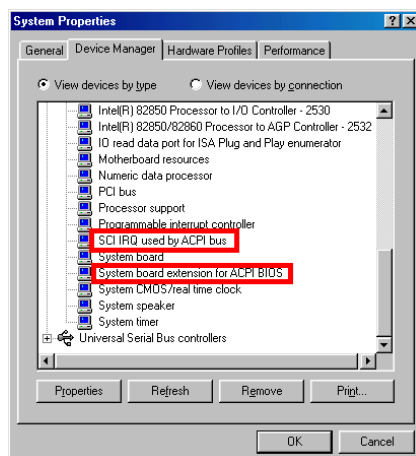 System Properties
General Device Manager Hardware Profiles Performance
View devices by type View devices by connection
Intel(R) 82850 Processor to I/O Controller - 2530
Intel(R) 82850/82860 Processor to AGP Controller - 2532
IO read data port for ISA Plug and Play enumerator
Motherboard resources
Numeric data processor
PCI bus
Processor support
Programmable interrupt controller
SCI IRQ used by ACPI bus
System board
System board extension for ACPI BIOS
System CMOS/real time clock
System speaker
System timer
Universal Serial Bus controllers
Properties Refresh Remove Print...
OK Cancel